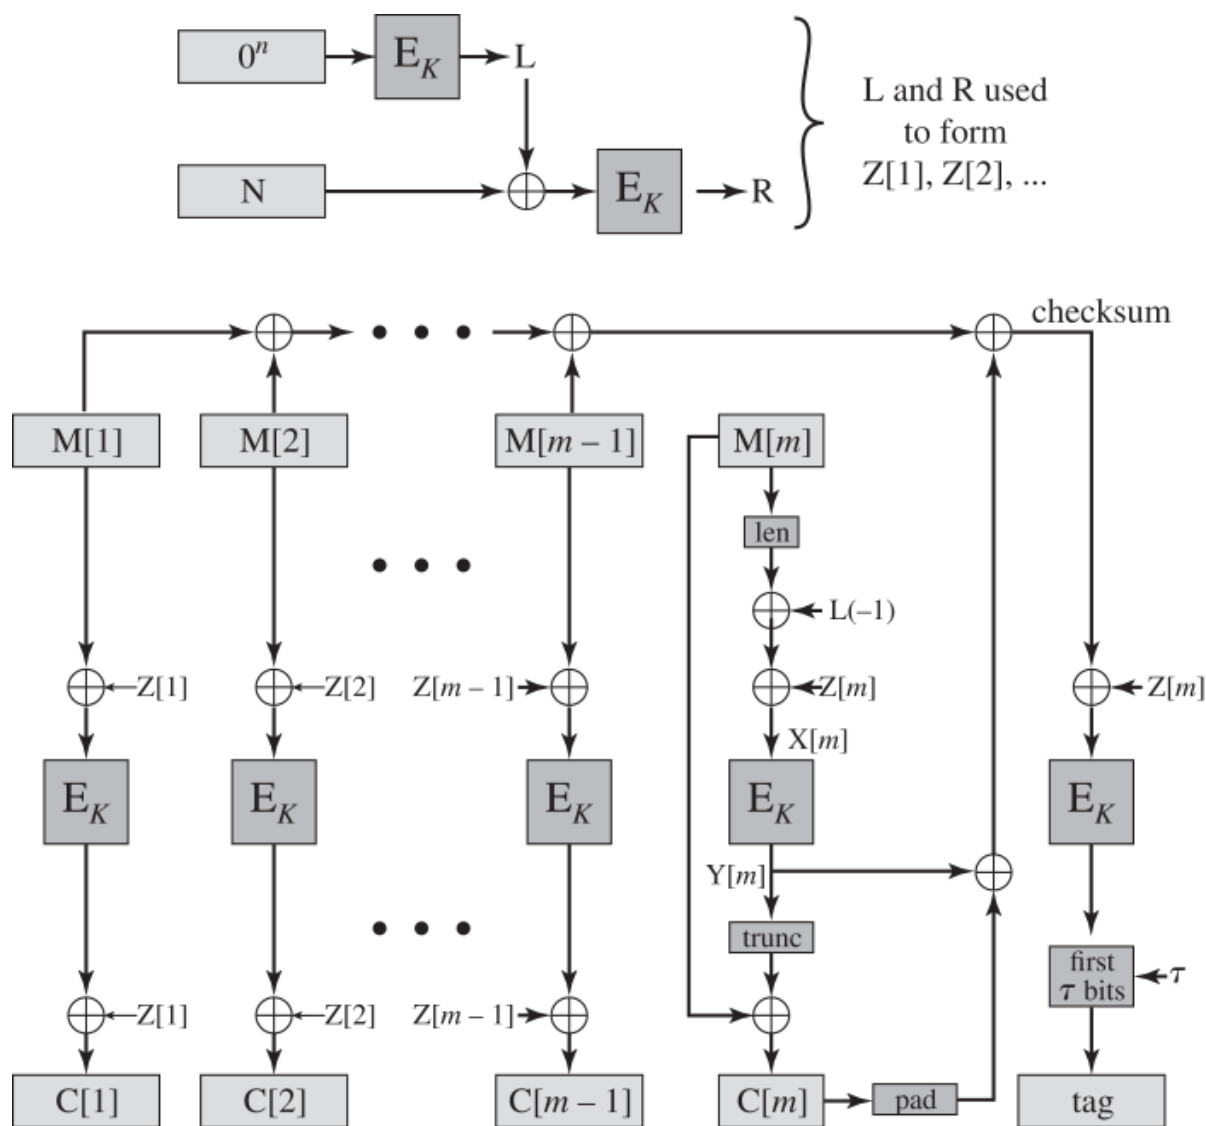 0ⁿ
E_K
L
N
E_K
R
L and R used
to form
Z[1], Z[2], ...
checksum
M[1]
M[2]
M[m – 1]
M[m]
len
L(–1)
Z[1]
Z[2]
Z[m – 1]
Z[m]
Z[m]
X[m]
E_K
E_K
E_K
E_K
E_K
Y[m]
trunc
first
τ bits
τ
Z[1]
Z[2]
Z[m – 1]
C[1]
C[2]
C[m – 1]
C[m]
pad
tag